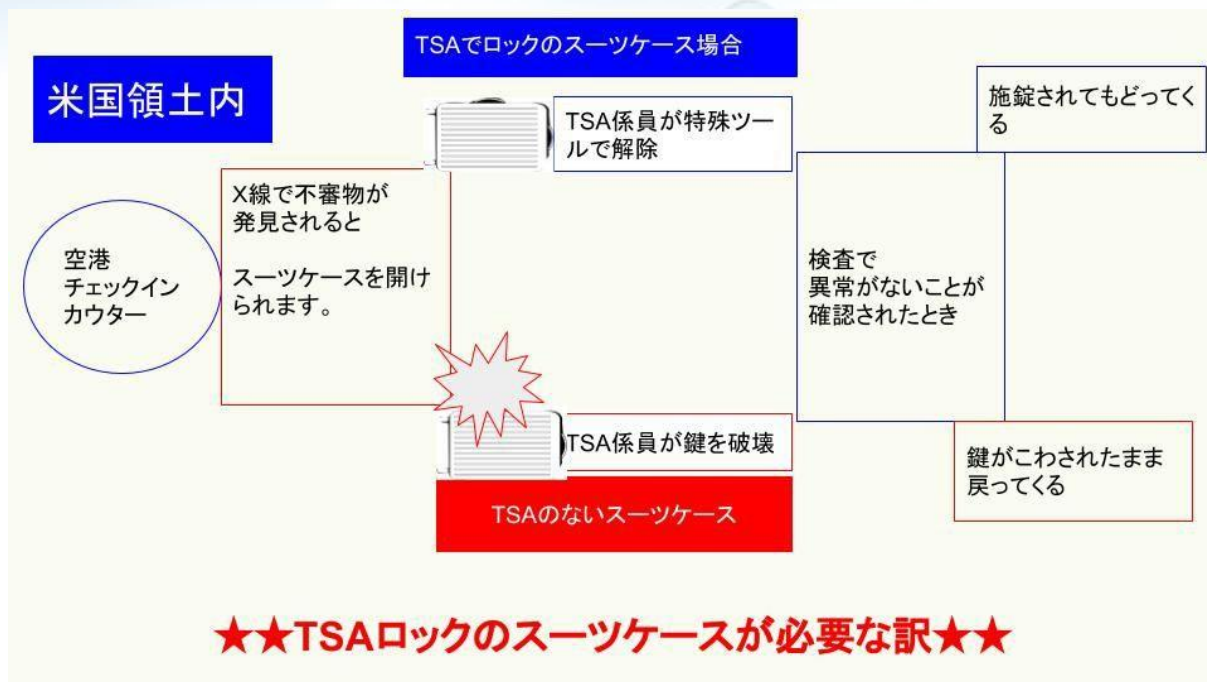 TSAでロックのスーツケース場合
米国領土内
空港
チェックイン
カウター
X線で不審物が
発見されると
スーツケースを開け
られます。
TSA係員が特殊ツー
ルで解除
TSA係員が鍵を破壊
TSAのないスーツケース
検査で
異常がないことが
確認されたとき
施錠されてもどってく
る
鍵がこわされたまま
戻ってくる
★★TSAロックのスーツケースが必要な訳★★